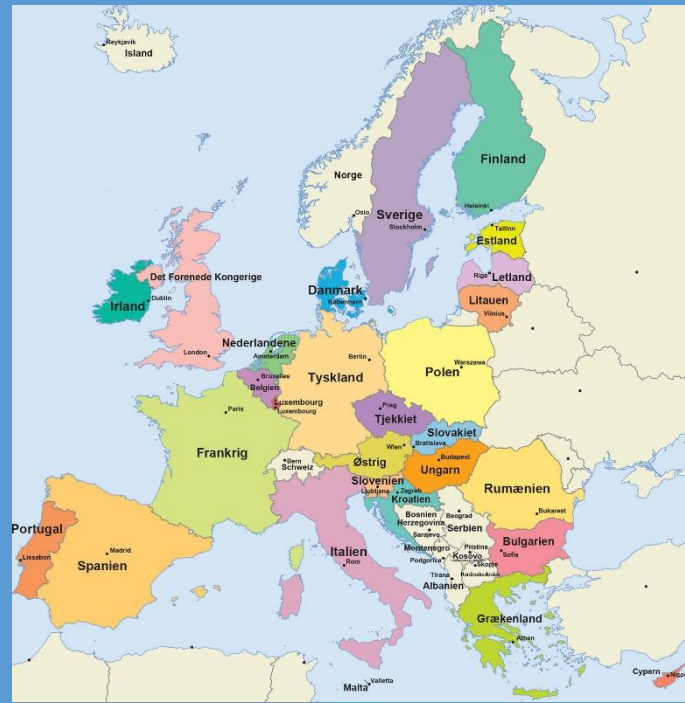 Reykjavik
Island
Norge
Oslo
Sverige
Stockholm
Finland
Helsinki
Tallinn
Estland
Riga
Letland
Litauen
Vilnius
Det Forenede Kongerige
Irland
Dublin
London
Danmark
København
Nederlandene
Amsterdam
Bruxelles
Belgien
Luxembourg
Luxembourg
Tyskland
Berlin
Polen
Warszawa
Prag
Tjekkiet
Slovakiet
Bratislava
Wien
Østrig
Budapest
Ungarn
Paris
Frankrig
Bern
Schweiz
Slovenien
Ljubljana
Zagreb
Kroatien
Rumænien
Bukarest
Bosnien
Herzegovina
Sarajevo
Beograd
Serbien
Montenegro
Podgorica
Pristina
Kosovo
Skopje
Bulgarien
Sofia
Tirana
Albanien
Grækenland
Athen
Italien
Rom
Portugal
Lissabon
Madrid
Spanien
Malta
Valletta
Cypern